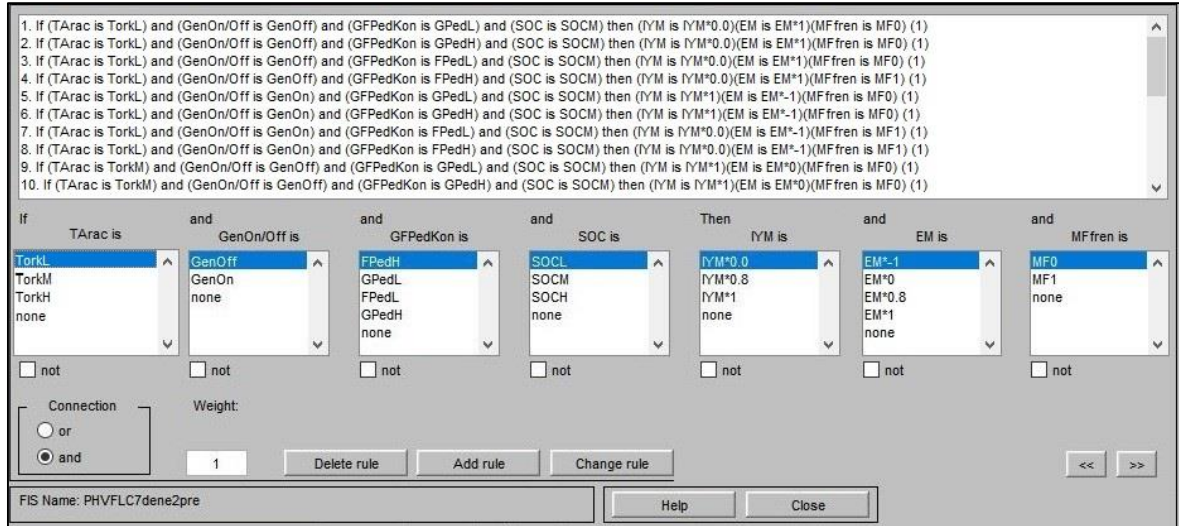 1. If (TArac is TorkL) and (GenOn/Off is GenOff) and (GFPedKon is GPedL) and (SOC is SOCM) then (IYM is IYM*0.0)(EM is EM*1)(MFfren is MF0) (1)
2. If (TArac is TorkL) and (GenOn/Off is GenOff) and (GFPedKon is GPedH) and (SOC is SOCM) then (IYM is IYM*0.0)(EM is EM*1)(MFfren is MF0) (1)
3. If (TArac is TorkL) and (GenOn/Off is GenOff) and (GFPedKon is FPedL) and (SOC is SOCM) then (IYM is IYM*0.0)(EM is EM*1)(MFfren is MF0) (1)
4. If (TArac is TorkL) and (GenOn/Off is GenOff) and (GFPedKon is FPedH) and (SOC is SOCM) then (IYM is IYM*0.0)(EM is EM*1)(MFfren is MF1) (1)
5. If (TArac is TorkL) and (GenOn/Off is GenOn) and (GFPedKon is GPedL) and (SOC is SOCM) then (IYM is IYM*1)(EM is EM*-1)(MFfren is MF0) (1)
6. If (TArac is TorkL) and (GenOn/Off is GenOn) and (GFPedKon is GPedH) and (SOC is SOCM) then (IYM is IYM*1)(EM is EM*-1)(MFfren is MF0) (1)
7. If (TArac is TorkL) and (GenOn/Off is GenOn) and (GFPedKon is FPedL) and (SOC is SOCM) then (IYM is IYM*0.0)(EM is EM*-1)(MFfren is MF1) (1)
8. If (TArac is TorkL) and (GenOn/Off is GenOn) and (GFPedKon is FPedH) and (SOC is SOCM) then (IYM is IYM*0.0)(EM is EM*-1)(MFfren is MF1) (1)
9. If (TArac is TorkM) and (GenOn/Off is GenOff) and (GFPedKon is GPedL) and (SOC is SOCM) then (IYM is IYM*1)(EM is EM*0)(MFfren is MF0) (1)
10. If (TArac is TorkM) and (GenOn/Off is GenOff) and (GFPedKon is GPedH) and (SOC is SOCM) then (IYM is IYM*1)(EM is EM*0)(MFfren is MF0) (1)
If and and and Then and and
TArac is GenOn/Off is GFPedKon is SOC is IYM is EM is MFfren is
TorkL GenOff FPedH SOCL IYM*0.0 EM*-1 MF0
TorkM GenOn GPedL SOCM IYM*0.8 EM*0 MF1
TorkH none FPedL SOCH IYM*1 EM*0.8 none
none GPedH none none EM*1
none none
not not not not not not not
Connection Weight:
or
and 1 Delete rule Add rule Change rule << >>
FIS Name: PHVFLC7dene2pre Help Close